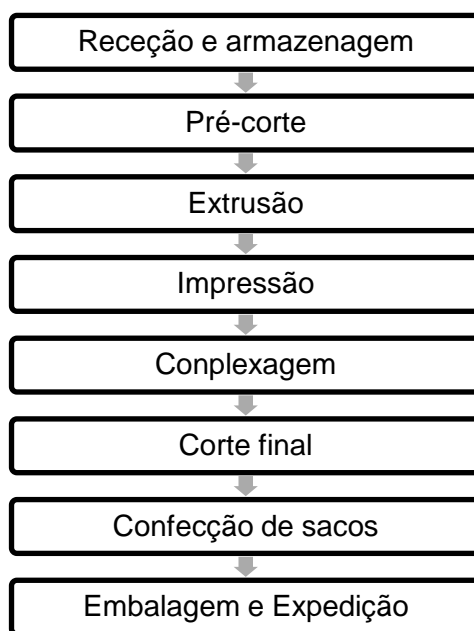 Receção e armazenagem
Pré-corte
Extrusão
Impressão
Conplexagem
Corte final
Confecção de sacos
Embalagem e Expedição